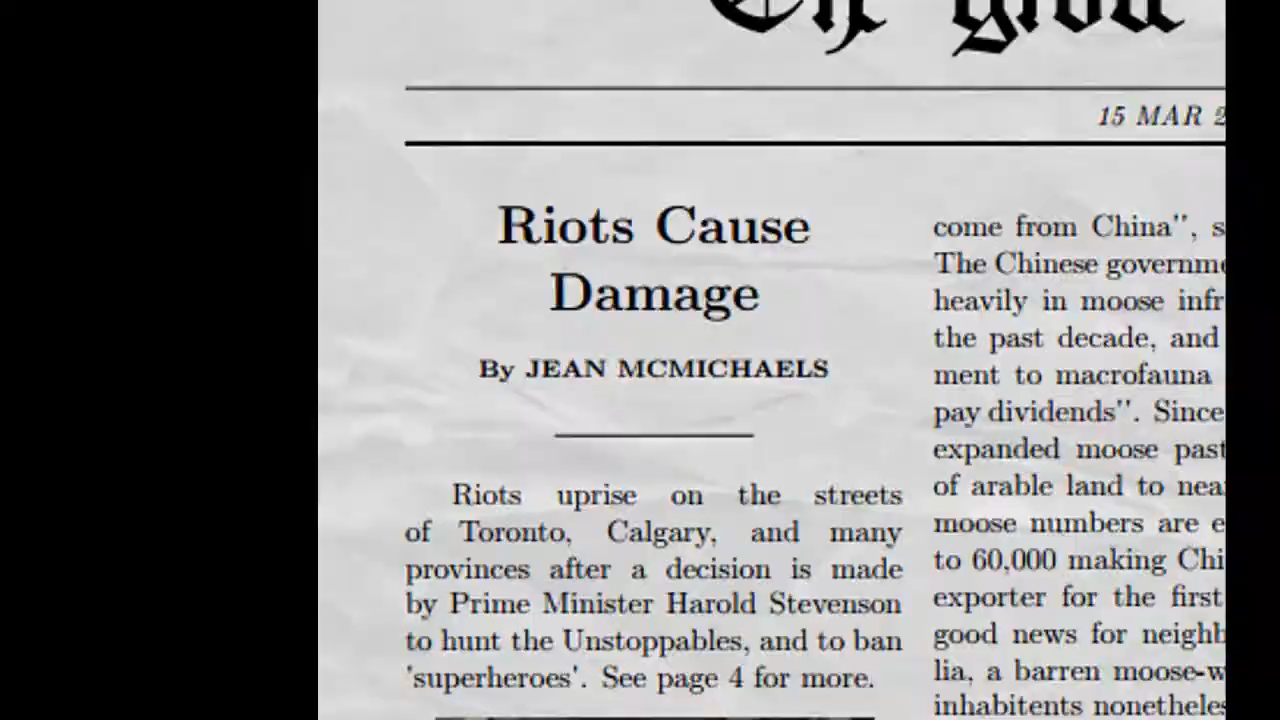 15 MAR
Riots Cause
Damage
By JEAN MCMICHAELS
Riots uprise on the streets
of Toronto, Calgary, and many
provinces after a decision is made
by Prime Minister Harold Stevenson
to hunt the Unstoppables, and to ban
'superheroes'. See page 4 for more.
come from China'',
The Chinese
heavily in moose
the past decade, and
ment to macrofauna
pay dividends''. Since
expanded moose
of arable land to
moose numbers are
to 60,000 making
exporter for the first
good news for
lia, a barren
inhabitants